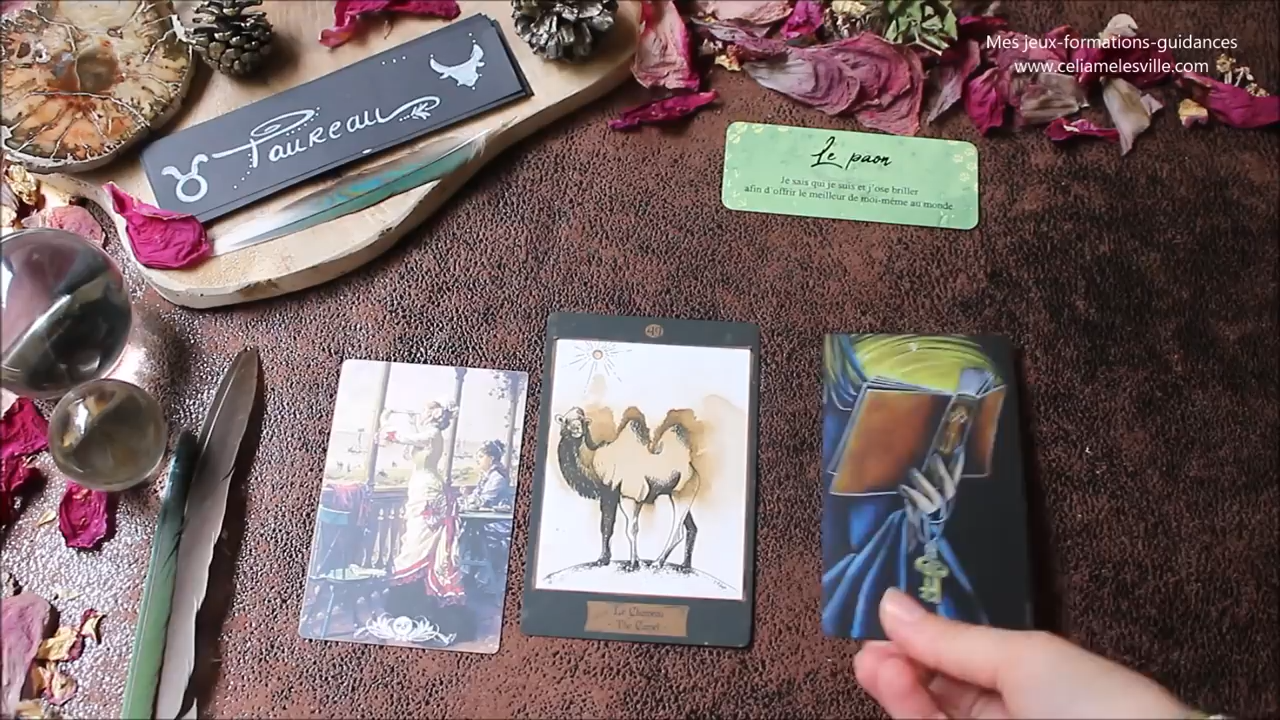 Mes jeux-formations-guidances
www.celiamelesville.com
Taureau
Le paon
Je sais qui je suis et j'ose briller
afin d'offrir le meilleur de moi-même au monde
49
Le Chameau
- The Camel -